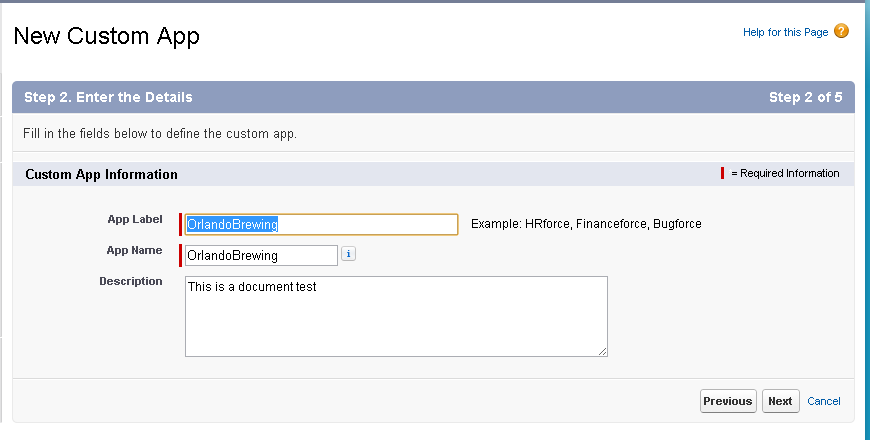 New Custom App
Help for this Page ?
Step 2. Enter the Details
Step 2 of 5
Fill in the fields below to define the custom app.
Custom App Information
= Required Information
App Label
OrlandoBrewing
Example: HRforce, Financeforce, Bugforce
App Name
OrlandoBrewing
i
Description
This is a document test
Previous
Next
Cancel